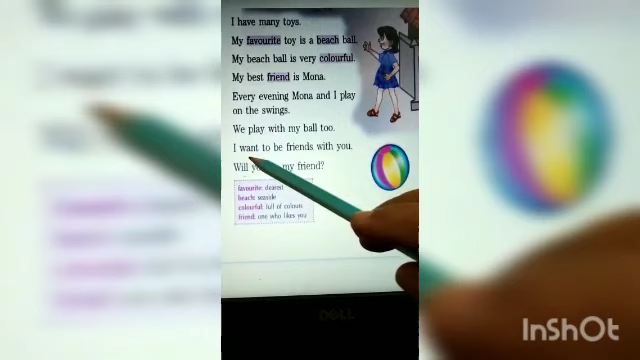 I have many toys.
My favourite toy is a beach ball.
My beach ball is very colourful.
My best friend is Mona.
Every evening Mona and I play
on the swings.
We play with my ball too.
I want to be friends with you.
Will my friend?
favourite: dearest
beach: seaside
colourful: full of colours
friend: one who likes you
DELL
InShOt